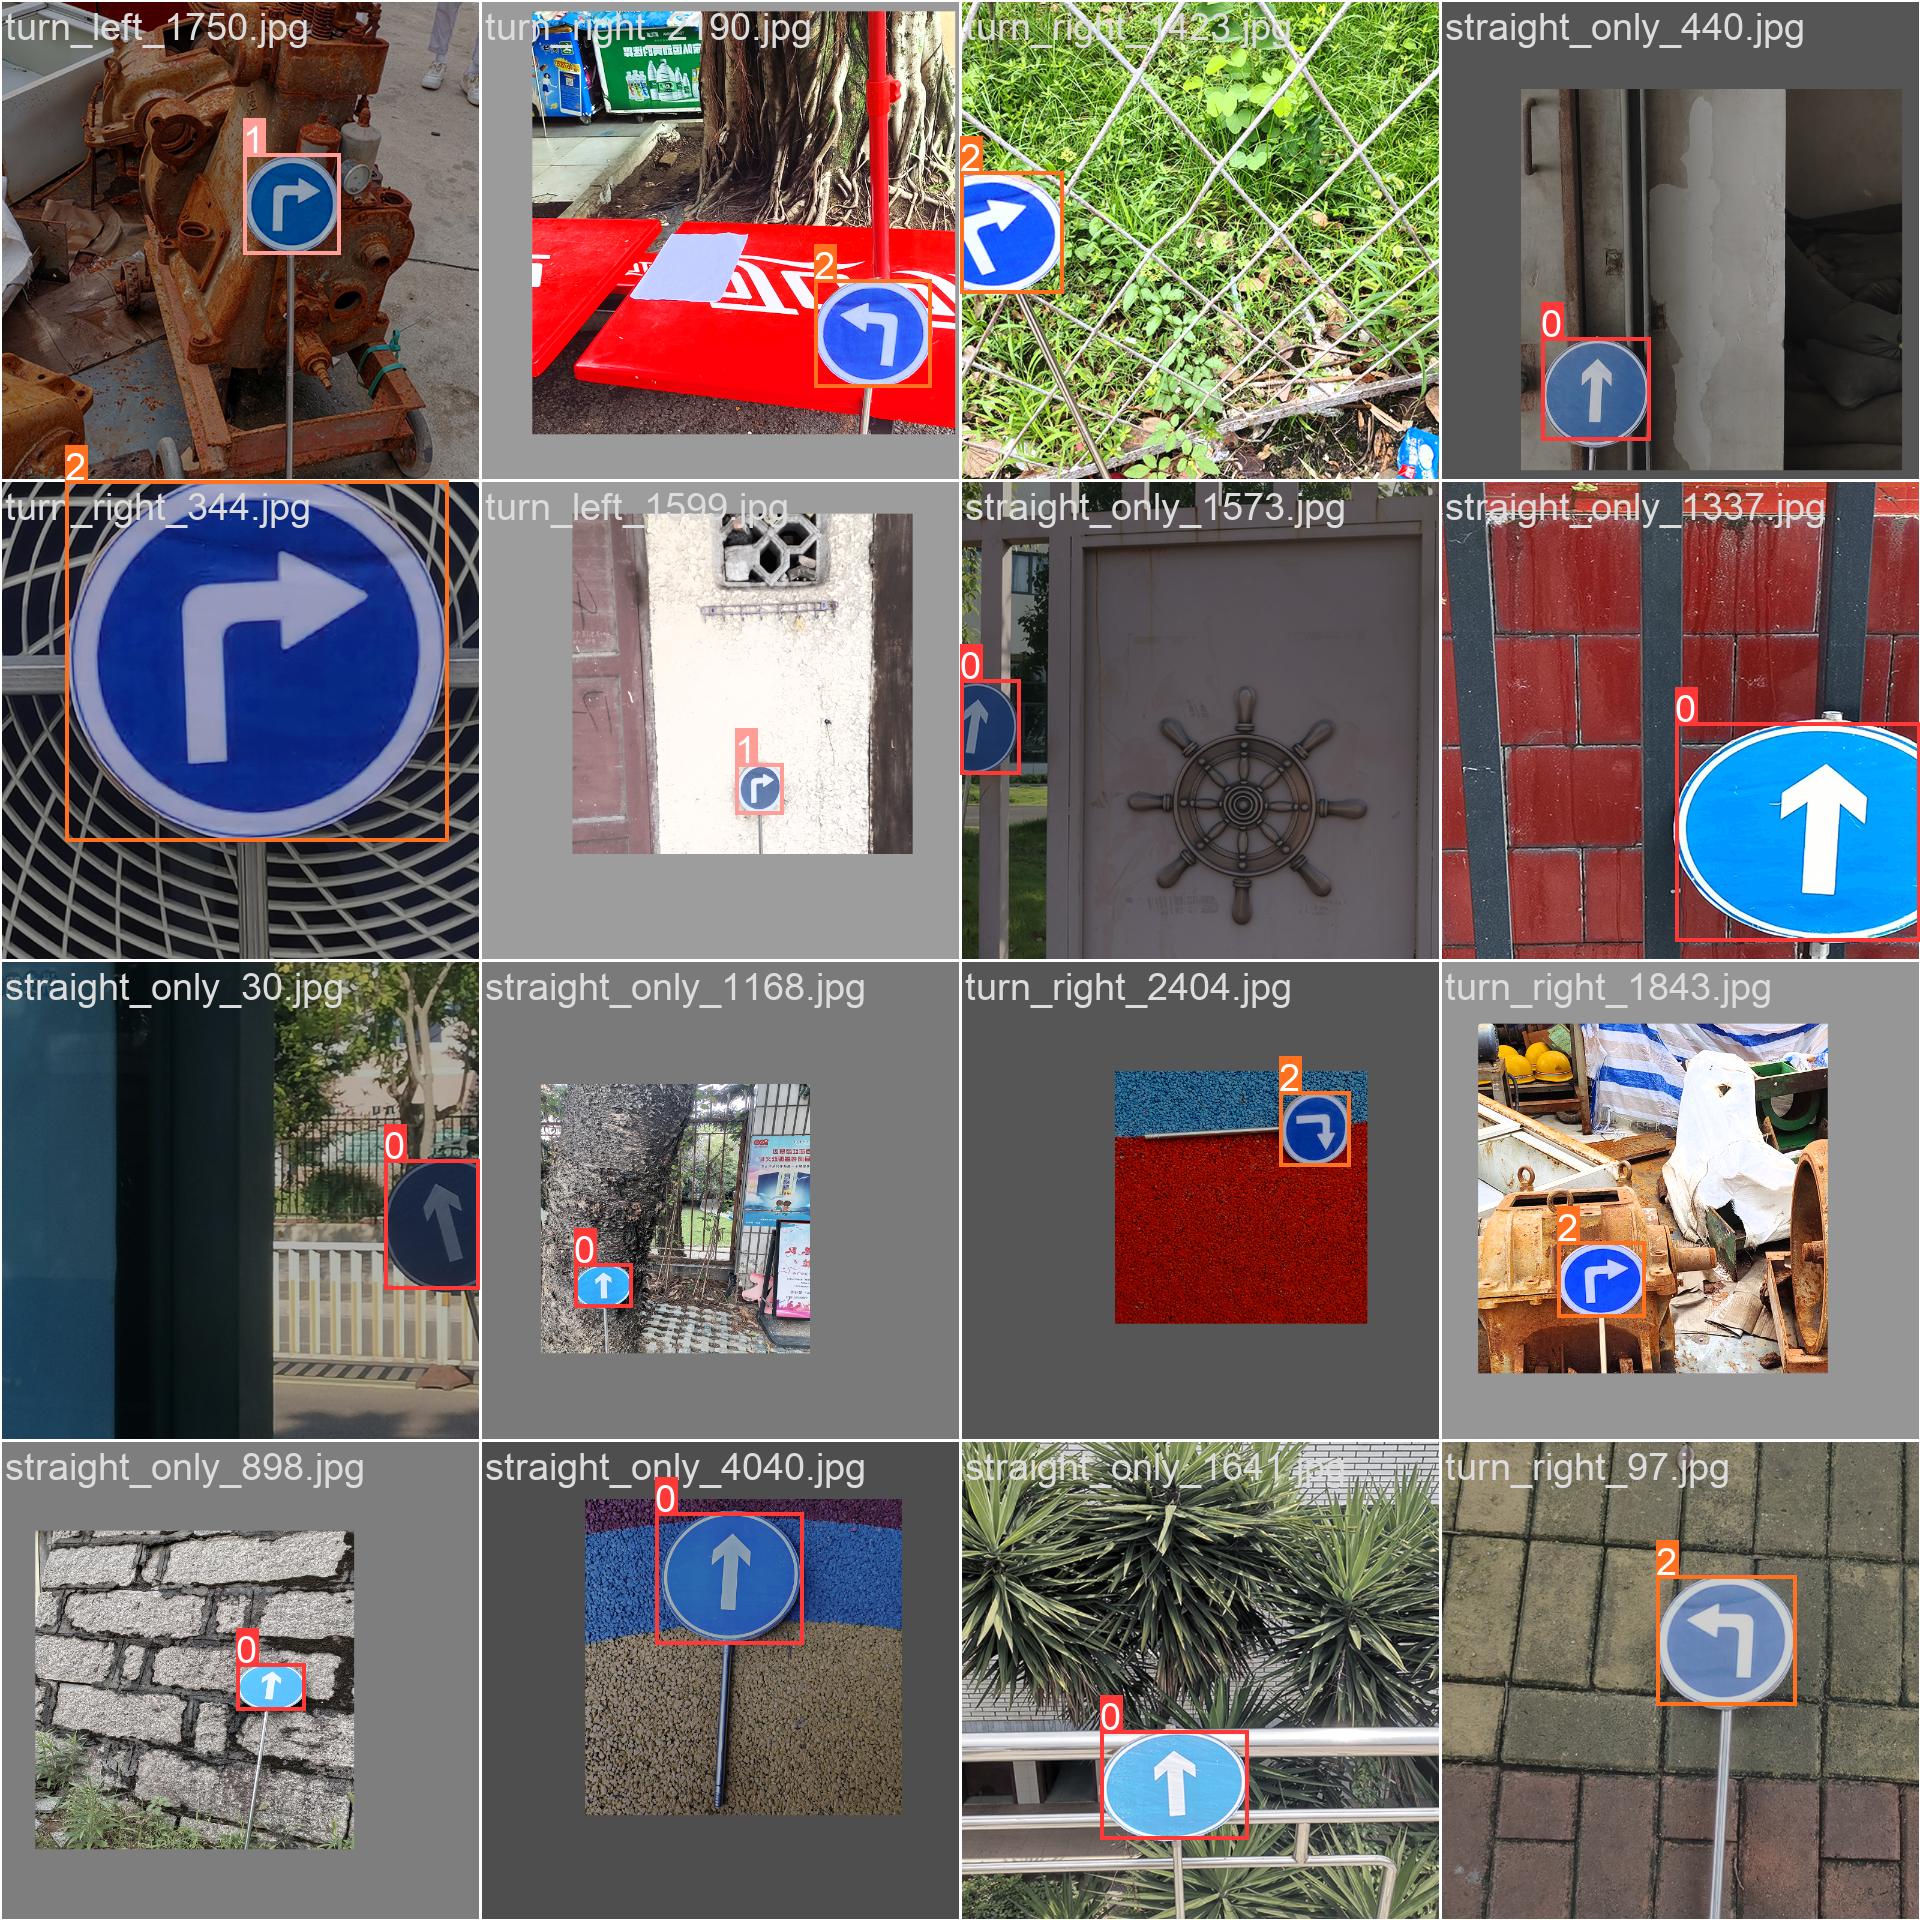 turn_left_1750.jpg
turn_right_2190.jpg
turn_right_1423.jpg
straight_only_440.jpg
1
2
2
0
2
turn_right_344.jpg
turn_left_1599.jpg
straight_only_1573.jpg
straight_only_1337.jpg
0
0
1
straight_only_30.jpg
straight_only_1168.jpg
turn_right_2404.jpg
turn_right_1843.jpg
0
0
2
2
straight_only_898.jpg
straight_only_4040.jpg
straight_only_1641.jpg
turn_right_97.jpg
0
0
0
2